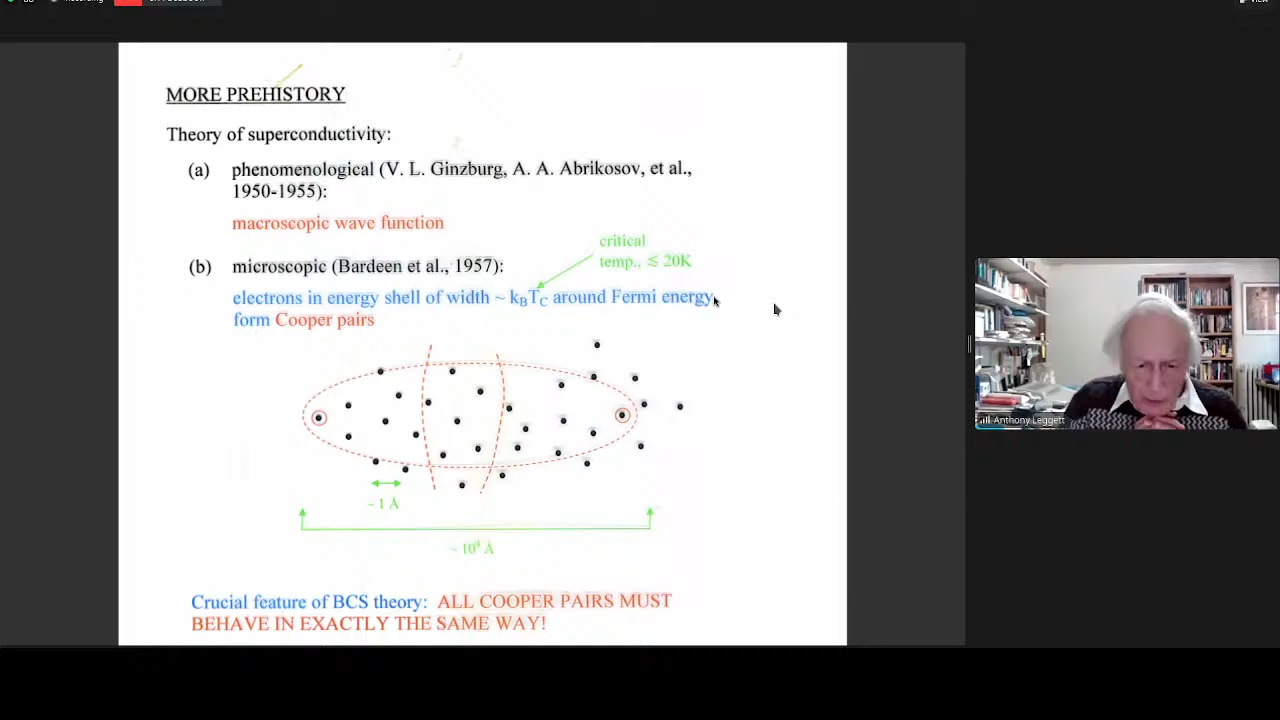 Recording
View
MORE PREHISTORY
Theory of superconductivity:
(a) phenomenological (V. L. Ginzburg, A. A. Abrikosov, et al.,
1950-1955):
macroscopic wave function
critical
temp., ≤ 20K
(b) microscopic (Bardeen et al., 1957):
electrons in energy shell of width ~ kBTC around Fermi energy
form Cooper pairs
~ 1 Å
Å
Crucial feature of BCS theory: ALL COOPER PAIRS MUST
BEHAVE IN EXACTLY THE SAME WAY!
Anthony Leggett